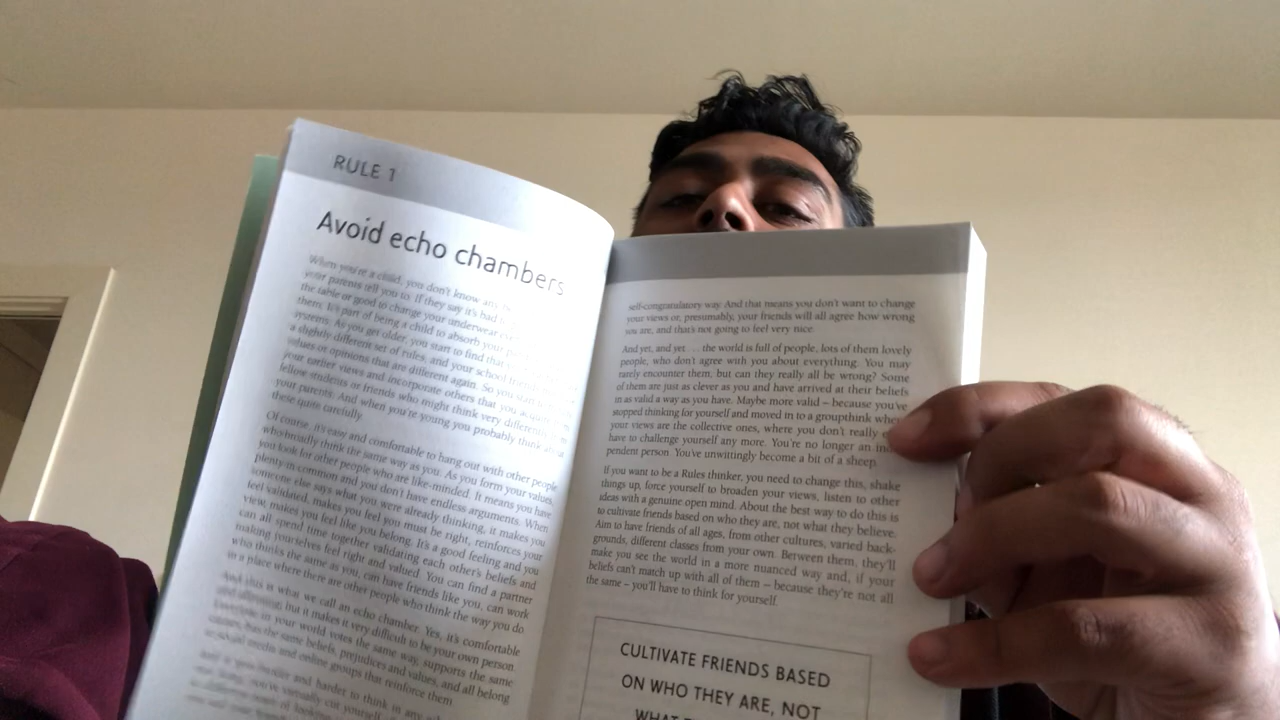 RULE 1
Avoid echo chambers
When you're a child, you don't know any
your parents tell you to. If they say it's bad
the table or good to change your underwear
them. It's part of being a child to absorb your
systems. As you get older, you start to find that
a slightly different set of rules, and your school friends
values or opinions that are different again. So you start
your earlier views and incorporate others that you acquire
fellow students or friends who might think very differently
your parents. And when you're young you probably think
these quite carefully.
Of course, it's easy and comfortable to hang out with other people
who broadly think the same way as you. As you form your values,
you look for other people who are like-minded. It means you have
plenty in common and you don't have endless arguments. When
someone else says what you were already thinking, it makes you
feel validated, makes you feel you must be right, reinforces your
view, makes you feel like you belong. It's a good feeling and you
can all spend time together validating each other's beliefs and
making yourselves feel right and valued. You can find a partner
who thinks the same as you, can have friends like you, can work
in a place where there are other people who think the way you do
And this is what we call an echo chamber. Yes, it's comfortable
and affirming, but it makes it very difficult to be your own person.
Everyone in your world votes the same way, supports the same
causes, has the same beliefs, prejudices and values, and all belong
to social media and online groups that reinforce them
harder to think in any
self-congratulatory way. And that means you don't want to change
your views or, presumably, your friends will all agree how wrong
you are, and that's not going to feel very nice.
And yet, and yet . . . the world is full of people, lots of them lovely
people, who don't agree with you about everything. You may
rarely encounter them, but can they really all be wrong? Some
of them are just as clever as you and have arrived at their beliefs
in as valid a way as you have. Maybe more valid – because you've
stopped thinking for yourself and moved in to a groupthink where
your views are the collective ones, where you don't really
have to challenge yourself any more. You're no longer an
pendent person. You've unwittingly become a bit of a sheep.
If you want to be a Rules thinker, you need to change this, shake
things up, force yourself to broaden your views, listen to other
ideas with a genuine open mind. About the best way to do this is
to cultivate friends based on who they are, not what they believe.
Aim to have friends of all ages, from other cultures, varied back-
grounds, different classes from your own. Between them, they'll
make you see the world in a more nuanced way and, if your
beliefs can't match up with all of them – because they're not all
the same – you'll have to think for yourself.
CULTIVATE FRIENDS BASED
ON WHO THEY ARE, NOT